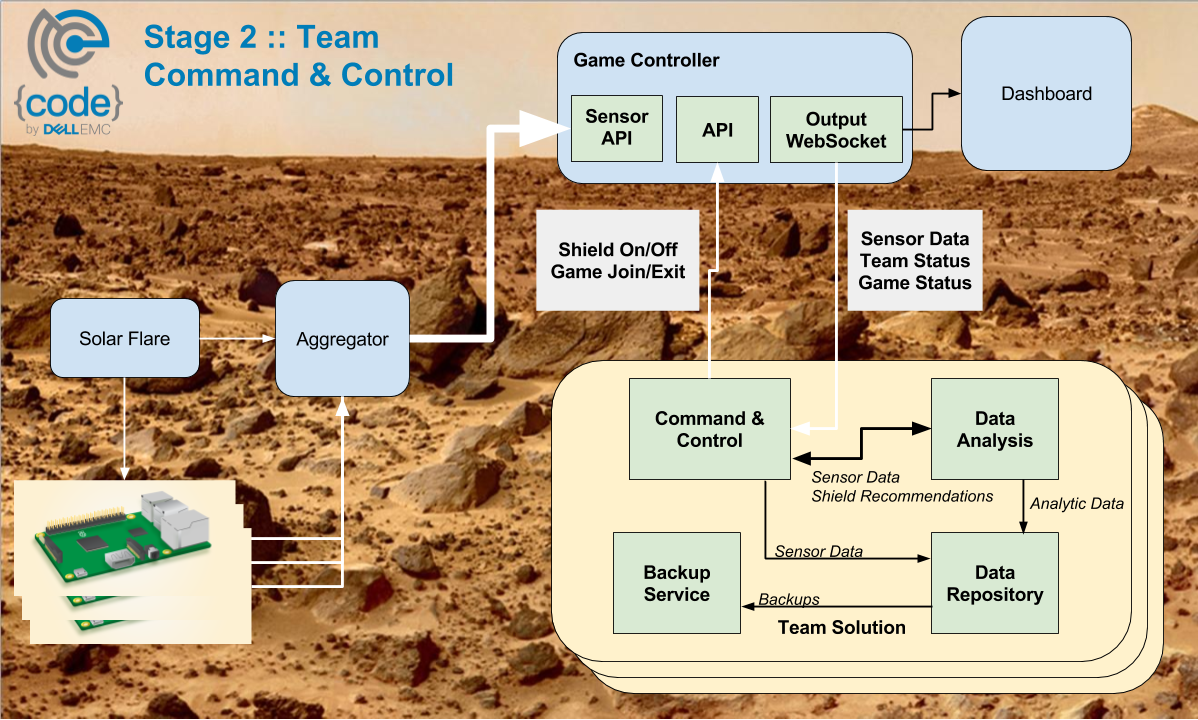 Stage 2 :: Team
Command & Control
{code}
by DELLEMC
Game Controller
Sensor
API
API
Output
WebSocket
Dashboard
Shield On/Off
Game Join/Exit
Sensor Data
Team Status
Game Status
Solar Flare
Aggregator
Command &
Control
Data
Analysis
Sensor Data
Shield Recommendations
Analytic Data
Sensor Data
Backup
Service
Backups
Data
Repository
Team Solution